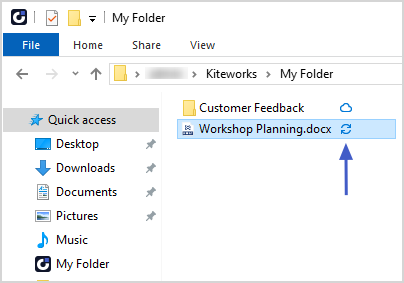 My Folder
File Home Share View
Kiteworks My Folder
Quick access
Desktop
Downloads
Documents
Pictures
Music
My Folder
Customer Feedback
Workshop Planning.docx